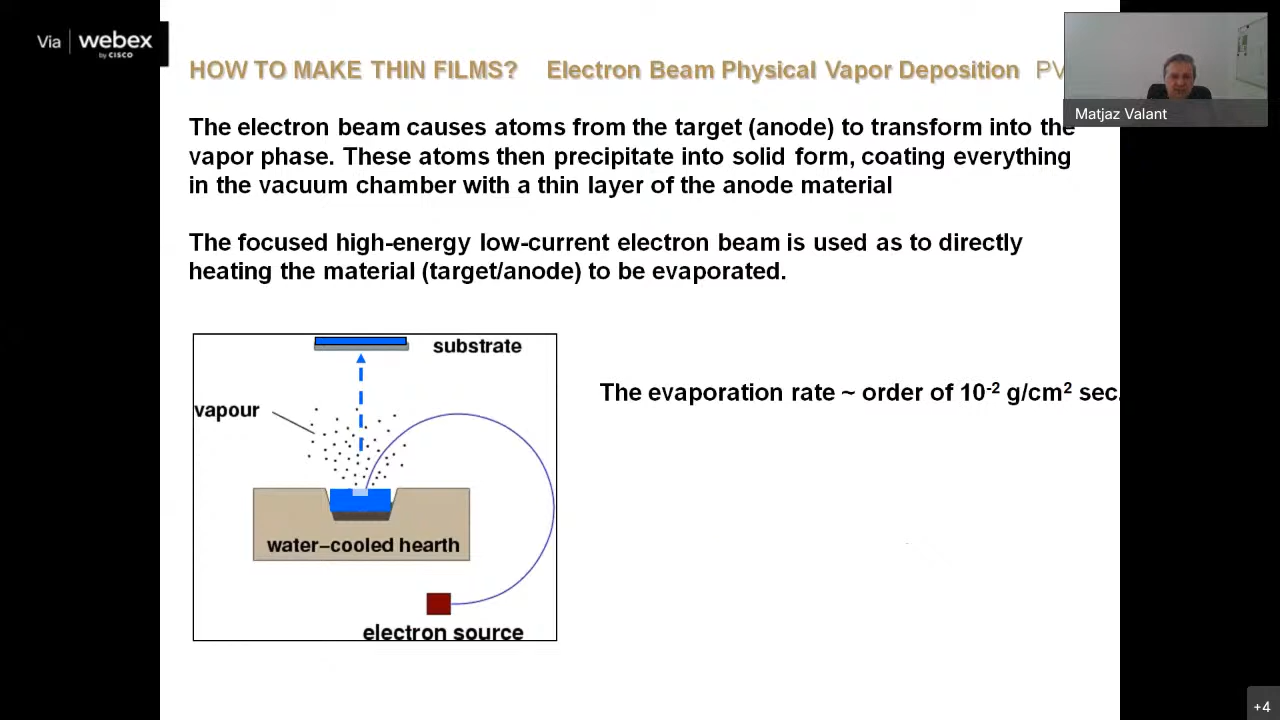 Via webex
by CISCO
HOW TO MAKE THIN FILMS? Electron Beam Physical Vapor Deposition PV
Matjaz Valant
The electron beam causes atoms from the target (anode) to transform into the
vapor phase. These atoms then precipitate into solid form, coating everything
in the vacuum chamber with a thin layer of the anode material
The focused high-energy low-current electron beam is used as to directly
heating the material (target/anode) to be evaporated.
substrate
The evaporation rate ~ order of 10⁻² g/cm² sec.
vapour
water–cooled hearth
electron source
+4